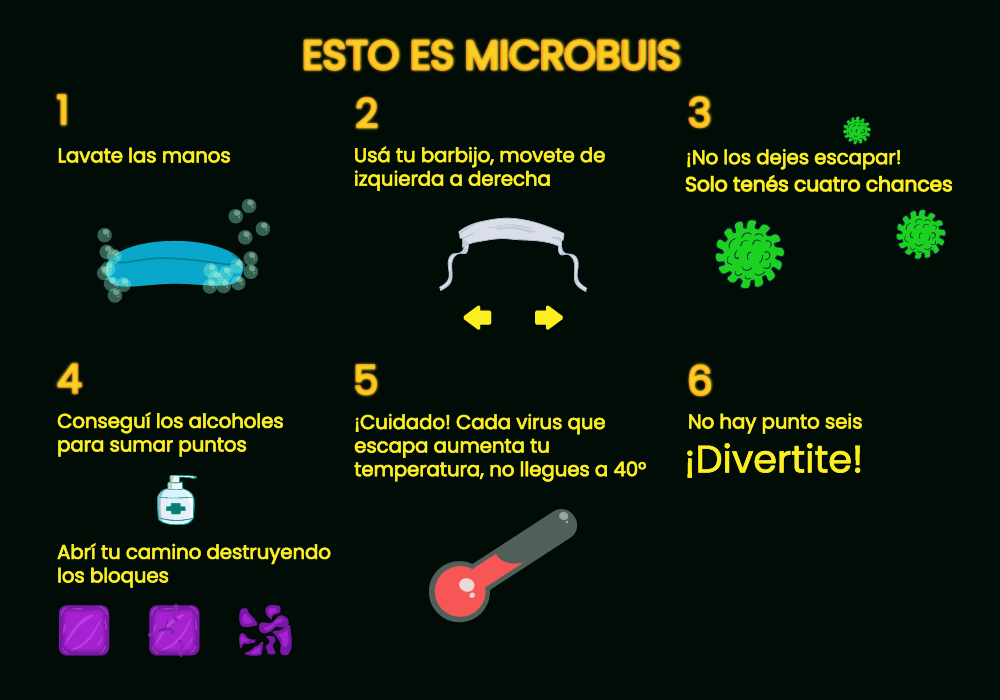 ESTO ES MICROBUIS
1
Lavate las manos
2
Usá tu barbijo, movete de
izquierda a derecha
3
¡No los dejes escapar!
Solo tenés cuatro chances
4
Conseguí los alcoholes
para sumar puntos
Abrí tu camino destruyendo
los bloques
5
¡Cuidado! Cada virus que
escapa aumenta tu
temperatura, no llegues a 40º
6
No hay punto seis
¡Divertite!